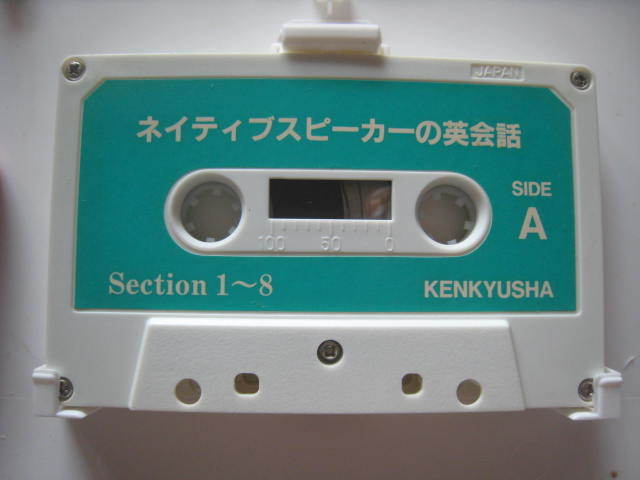 JAPAN
ネイティブスピーカーの英会話
SIDE
A
100 50 0
Section 1～8
KENKYUSHA